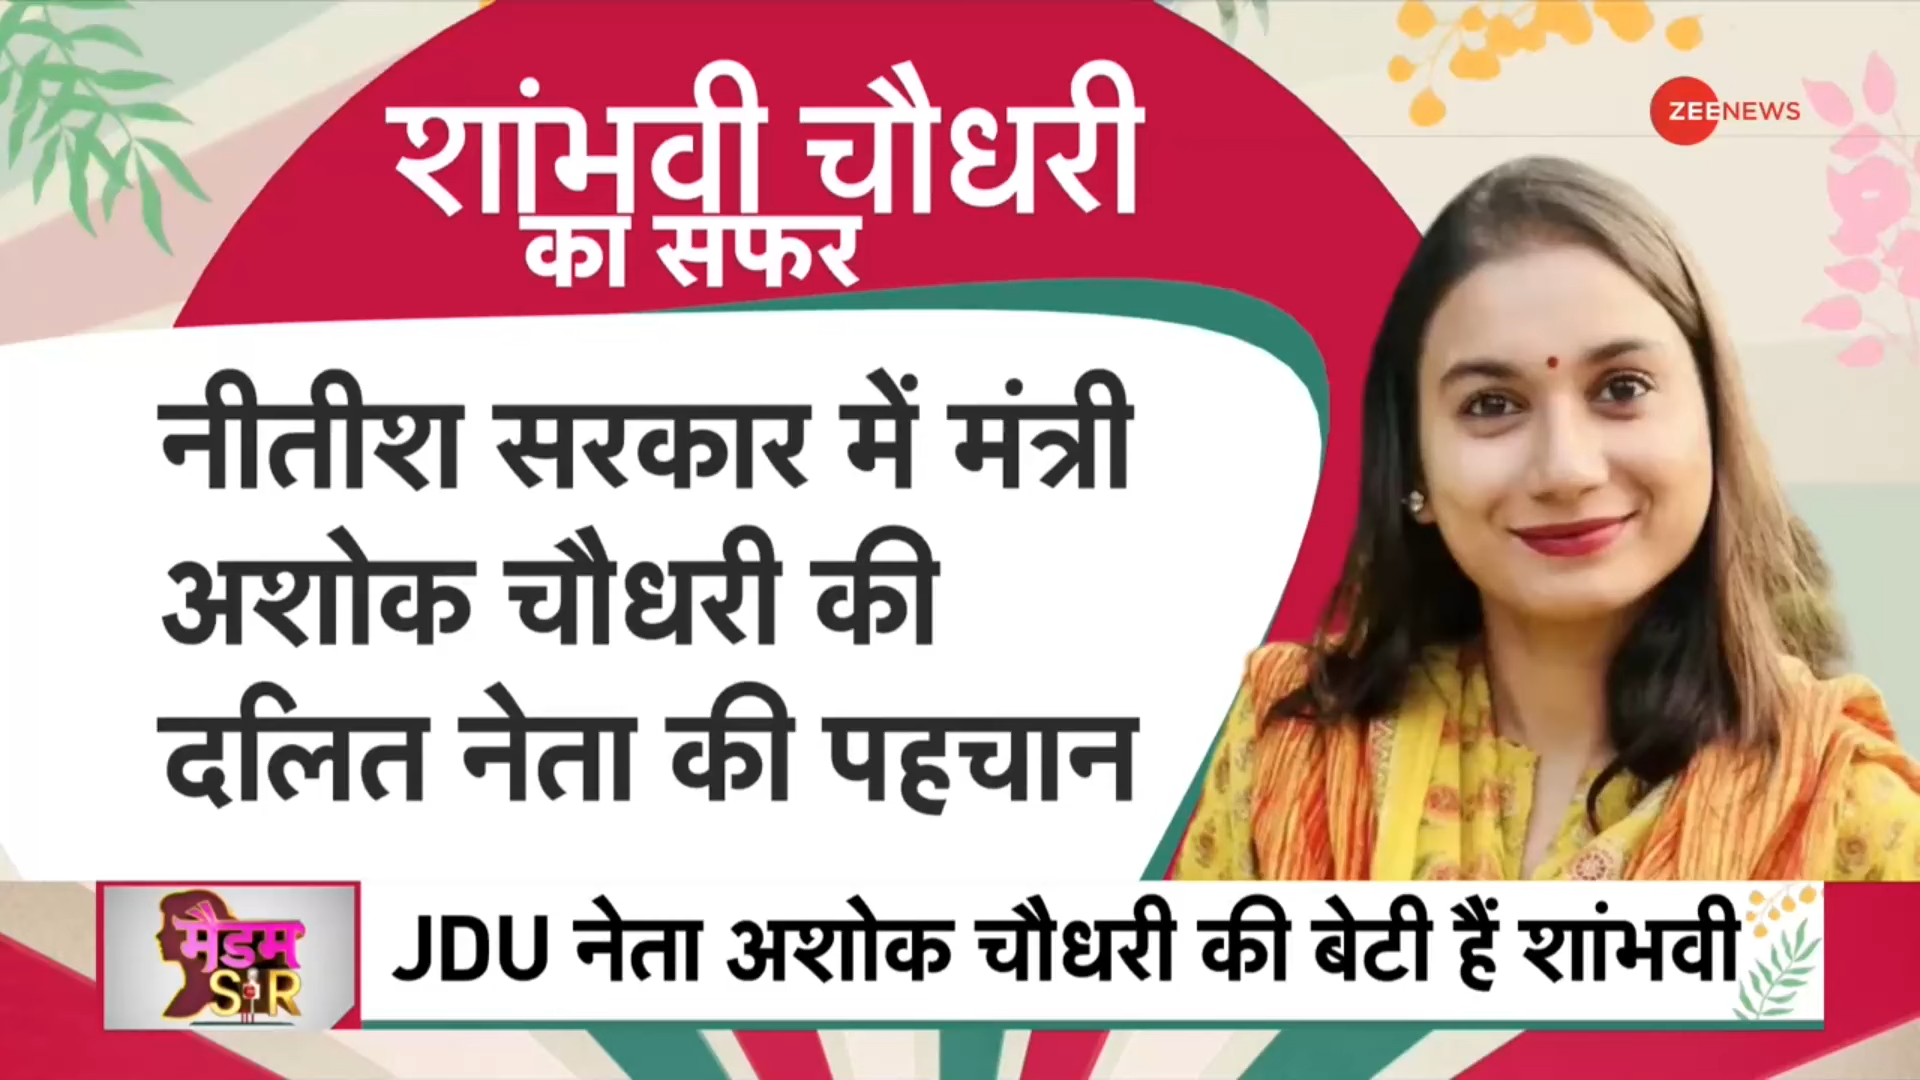 शांभवी चौधरी
का सफर
ZEENEWS
नीतीश सरकार में मंत्री
अशोक चौधरी की
दलित नेता की पहचान
मैडम
SIR
JDU नेता अशोक चौधरी की बेटी हैं शांभवी